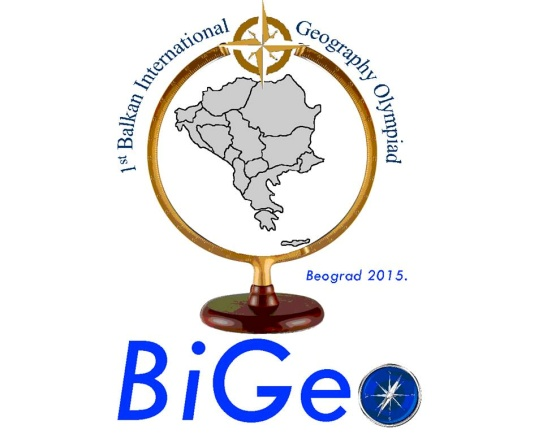 1st Balkan International Geography Olympiad
Beograd 2015.
BiGeo